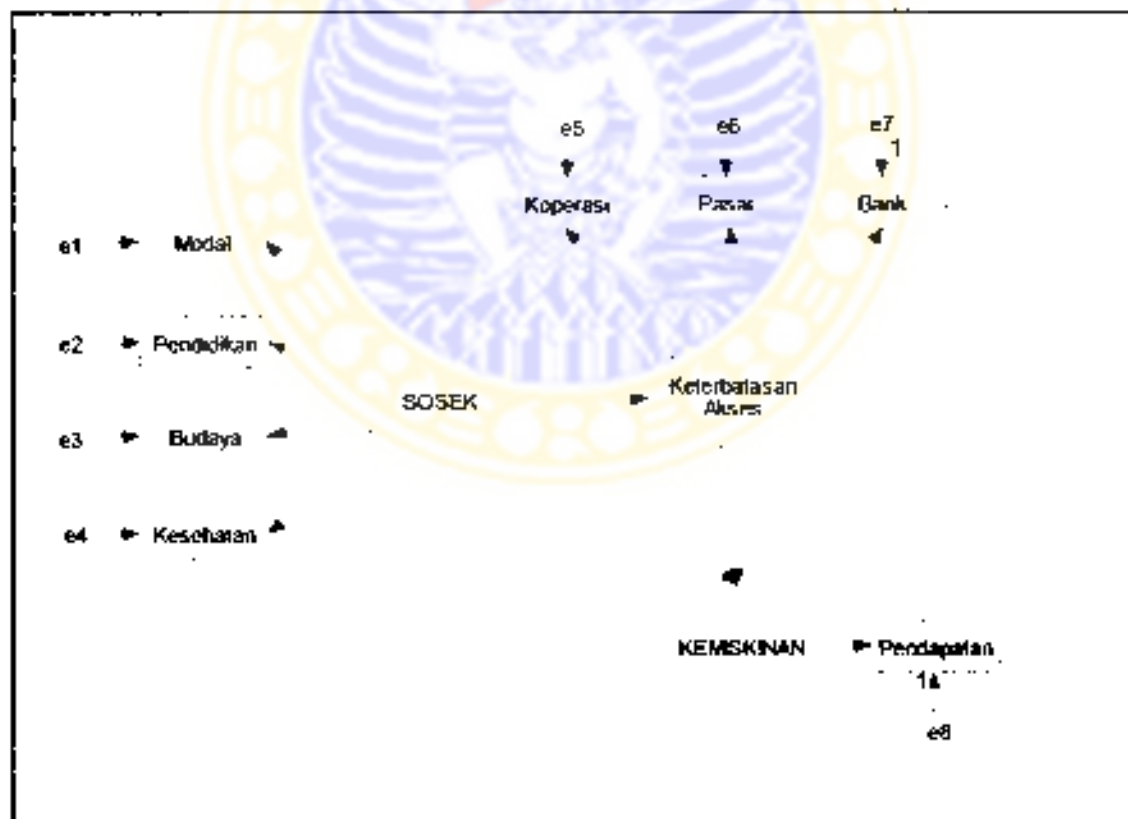 e5 e6 e7
1
Koperasi Pasar Bank
e1 Modal
e2 Pendidikan
SOSEK Keterbatasan
Akses
e3 Budaya
e4 Kesehatan
KEMISKINAN Pendapatan
1
e8